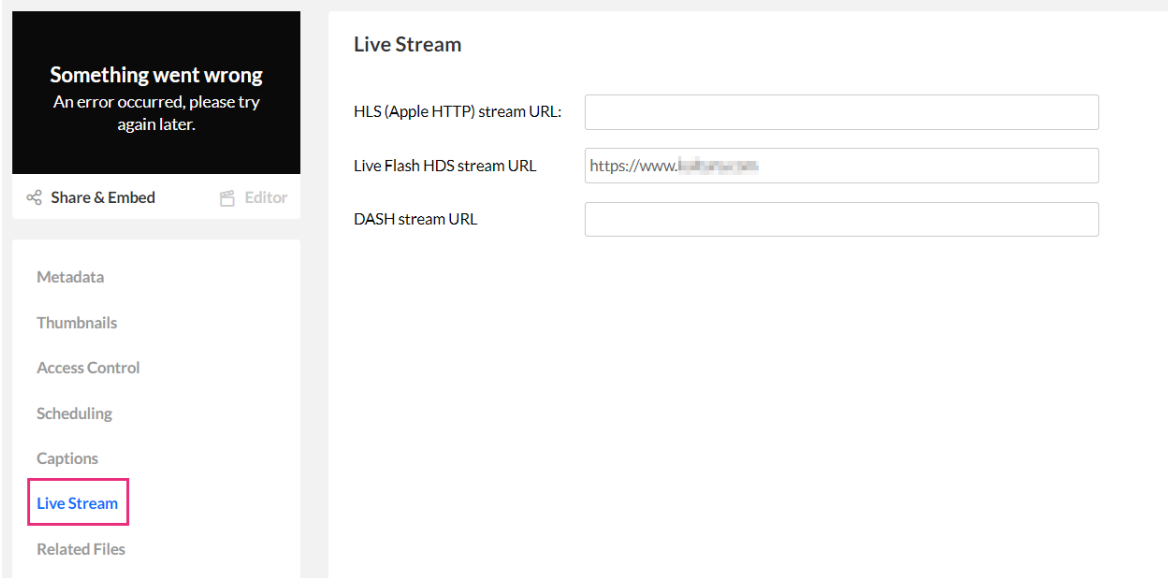 Something went wrong
An error occurred, please try
again later.
Share & Embed
Editor
Metadata
Thumbnails
Access Control
Scheduling
Captions
Live Stream
Related Files
Live Stream
HLS (Apple HTTP) stream URL:
Live Flash HDS stream URL
https://www.
DASH stream URL